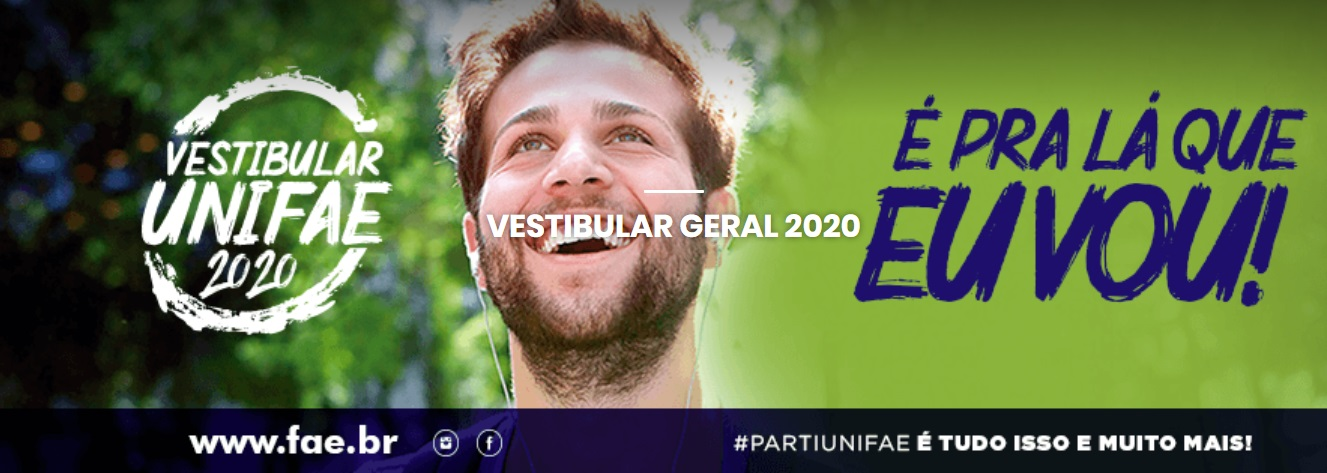 VESTIBULAR
UNIFAE
2020
VESTIBULAR GERAL 2020
É PRA LÁ QUE
EU VOU!
www.fae.br
#PARTIUNIFAE É TUDO ISSO E MUITO MAIS!